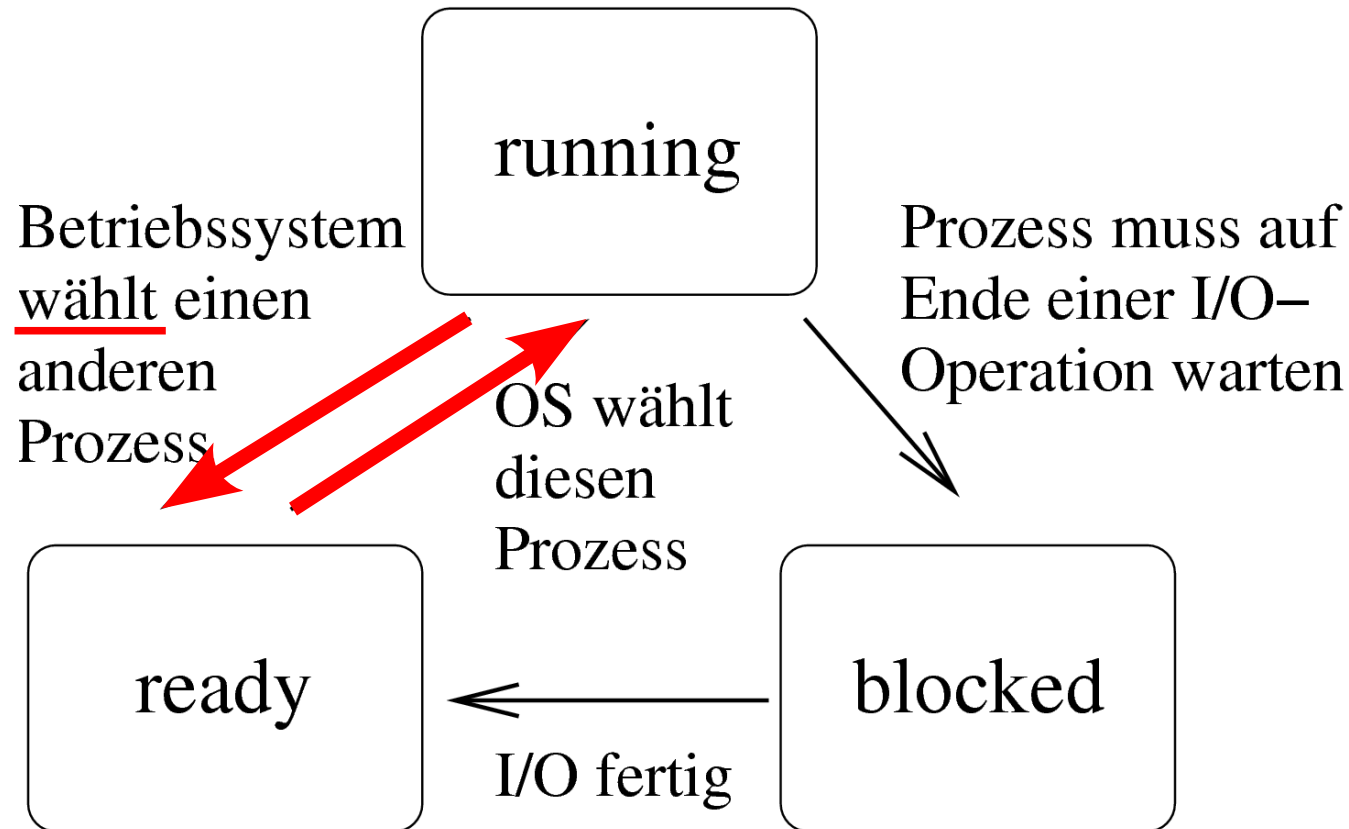 running
Betriebssystem
wählt einen
anderen
Prozess
Prozess muss auf
Ende einer I/O–
Operation warten
OS wählt
diesen
Prozess
ready
blocked
I/O fertig